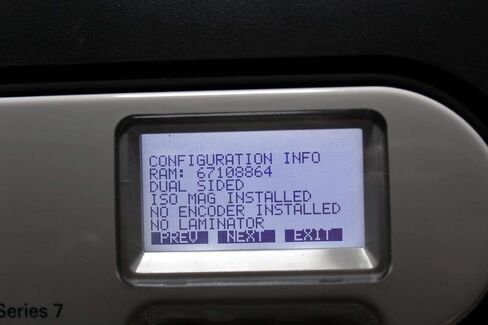 CONFIGURATION INFO
RAM: 67108864
DUAL SIDED
ISO MAG INSTALLED
NO ENCODER INSTALLED
NO LAMINATOR
PREV NEXT EXIT
Series 7